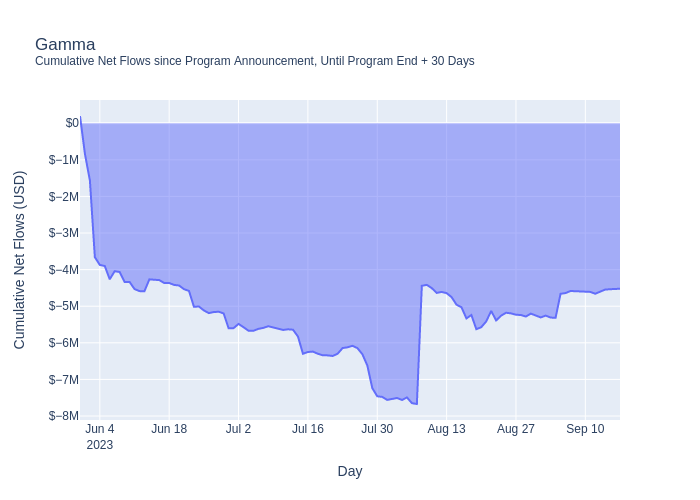 Gamma
Cumulative Net Flows since Program Announcement, Until Program End + 30 Days
Cumulative Net Flows (USD)
$0
$−1M
$−2M
$−3M
$−4M
$−5M
$−6M
$−7M
$−8M
Jun 4 Jun 18 Jul 2 Jul 16 Jul 30 Aug 13 Aug 27 Sep 10
2023
Day